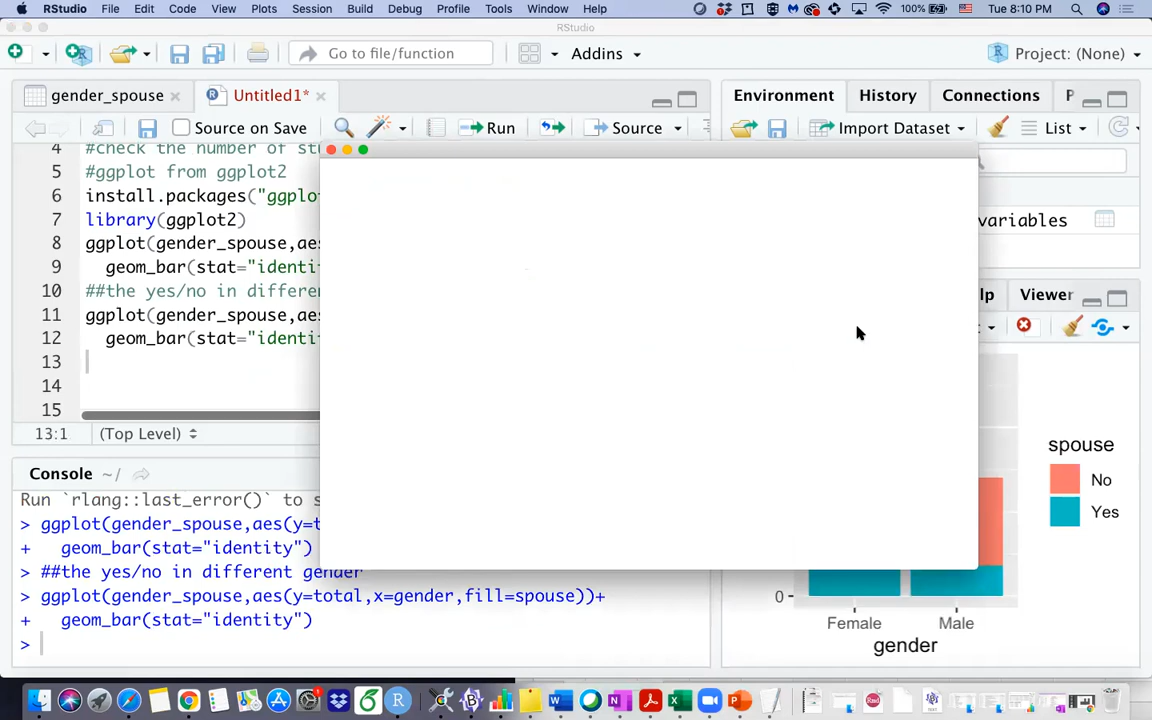 RStudio File Edit Code View Plots Session Build Debug Profile Tools Window Help 100% Tue 8:10 PM
RStudio
Go to file/function Addins Project: (None)
gender_spouse Untitled1* Environment History Connections P
Source on Save Run Source Import Dataset List
4 #check the number of st
5 #ggplot from ggplot2
6 install.packages("ggplo
7 library(ggplot2) variables
8 ggplot(gender_spouse,aes
9 geom_bar(stat="identi
10 ##the yes/no in differe lp Viewer
11 ggplot(gender_spouse,aes
12 geom_bar(stat="identi
13
14
15
13:1 (Top Level)
spouse
No
Yes
Console ~/
Run `rlang::last_error()` to s
> ggplot(gender_spouse,aes(y=t
+ geom_bar(stat="identity")
> ##the yes/no in different gender
> ggplot(gender_spouse,aes(y=total,x=gender,fill=spouse))+
+ geom_bar(stat="identity")
>
0
Female Male
gender